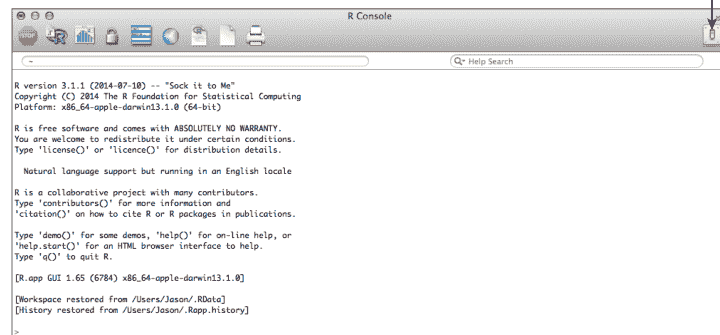 R Console
STOP
R
Help Search
R version 3.1.1 (2014-07-10) -- "Sock it to Me"
Copyright (C) 2014 The R Foundation for Statistical Computing
Platform: x86_64-apple-darwin13.1.0 (64-bit)
R is free software and comes with ABSOLUTELY NO WARRANTY.
You are welcome to redistribute it under certain conditions.
Type 'license()' or 'licence()' for distribution details.
Natural language support but running in an English locale
R is a collaborative project with many contributors.
Type 'contributors()' for more information and
'citation()' on how to cite R or R packages in publications.
Type 'demo()' for some demos, 'help()' for on-line help, or
'help.start()' for an HTML browser interface to help.
Type 'q()' to quit R.
[R.app GUI 1.65 (6784) x86_64-apple-darwin13.1.0]
[Workspace restored from /Users/Jason/.RData]
[History restored from /Users/Jason/.Rapp.history]
>